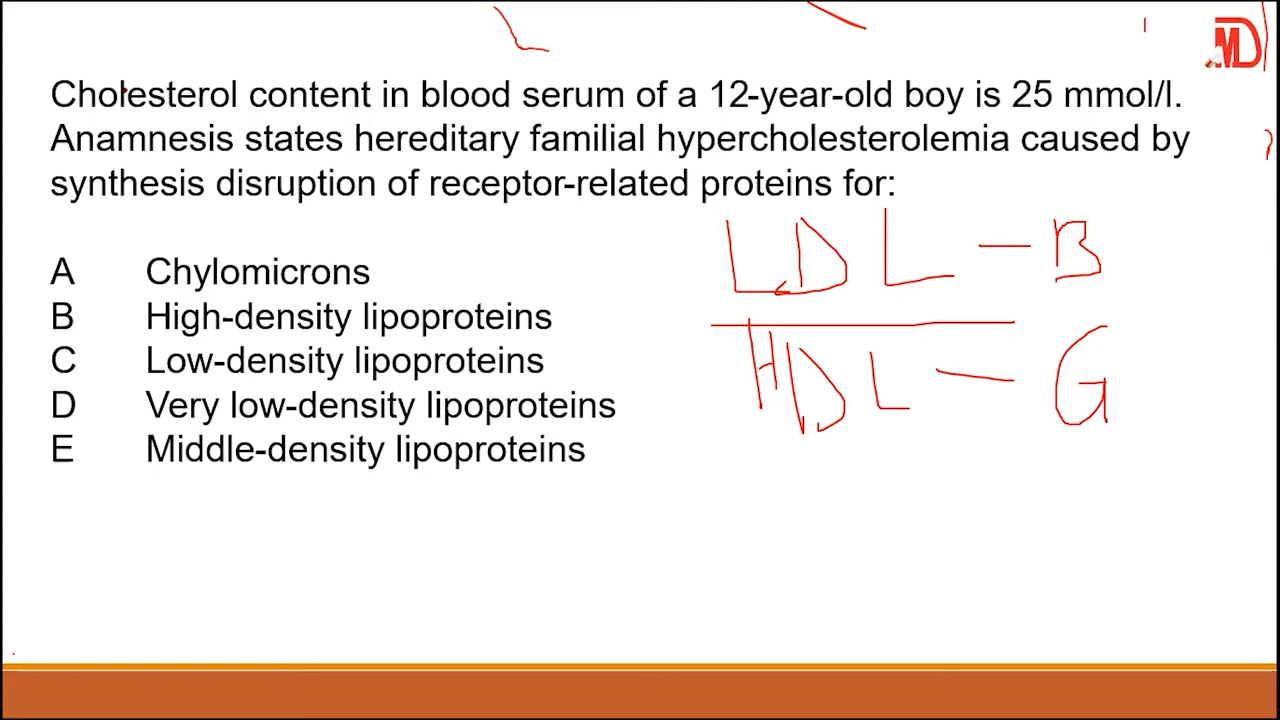 MD
Cholesterol content in blood serum of a 12-year-old boy is 25 mmol/l.
Anamnesis states hereditary familial hypercholesterolemia caused by
synthesis disruption of receptor-related proteins for:
A Chylomicrons
B High-density lipoproteins
C Low-density lipoproteins
D Very low-density lipoproteins
E Middle-density lipoproteins
LDL - B
HDL - G